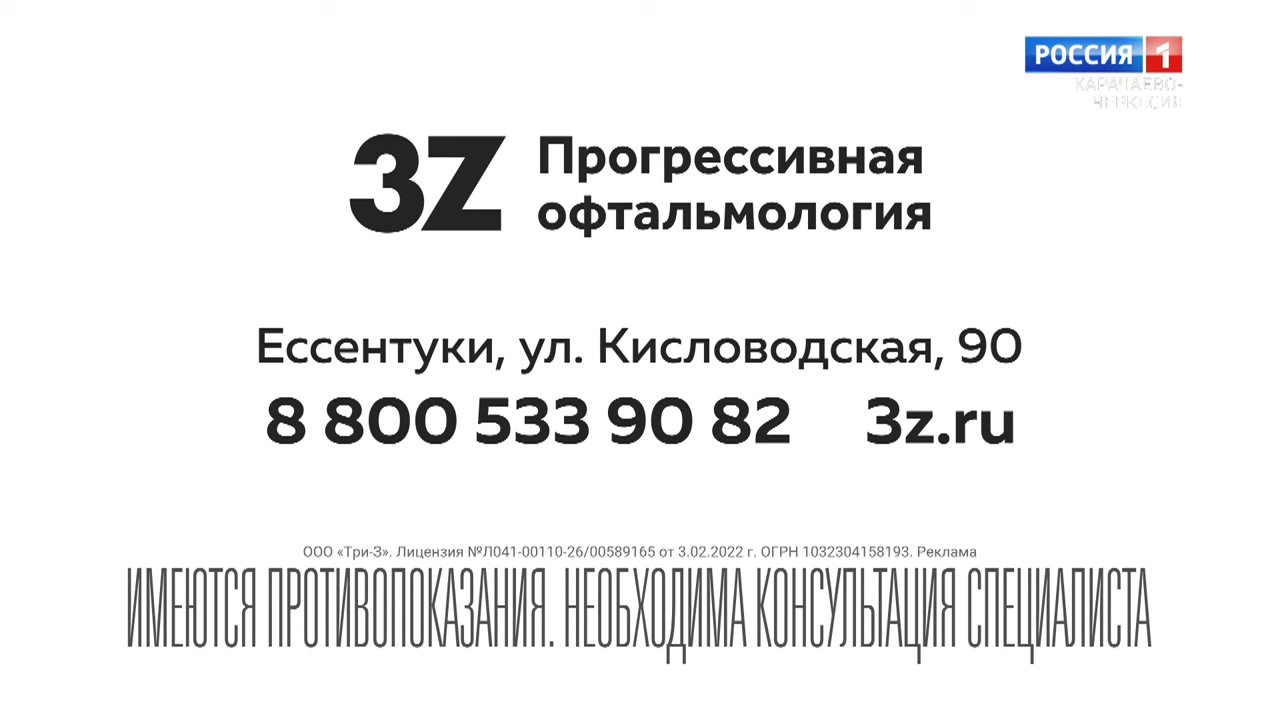 РОССИЯ 1
КАРАЧАЕВО-
ЧЕРКЕСИЯ
3Z Прогрессивная
офтальмология
Ессентуки, ул. Кисловодская, 90
8 800 533 90 82 3z.ru
ООО «Три-З». Лицензия №Л041-00110-26/00589165 от 3.02.2022 г. ОГРН 1032304158193. Реклама
ИМЕЮТСЯ ПРОТИВОПОКАЗАНИЯ. НЕОБХОДИМА КОНСУЛЬТАЦИЯ СПЕЦИАЛИСТА